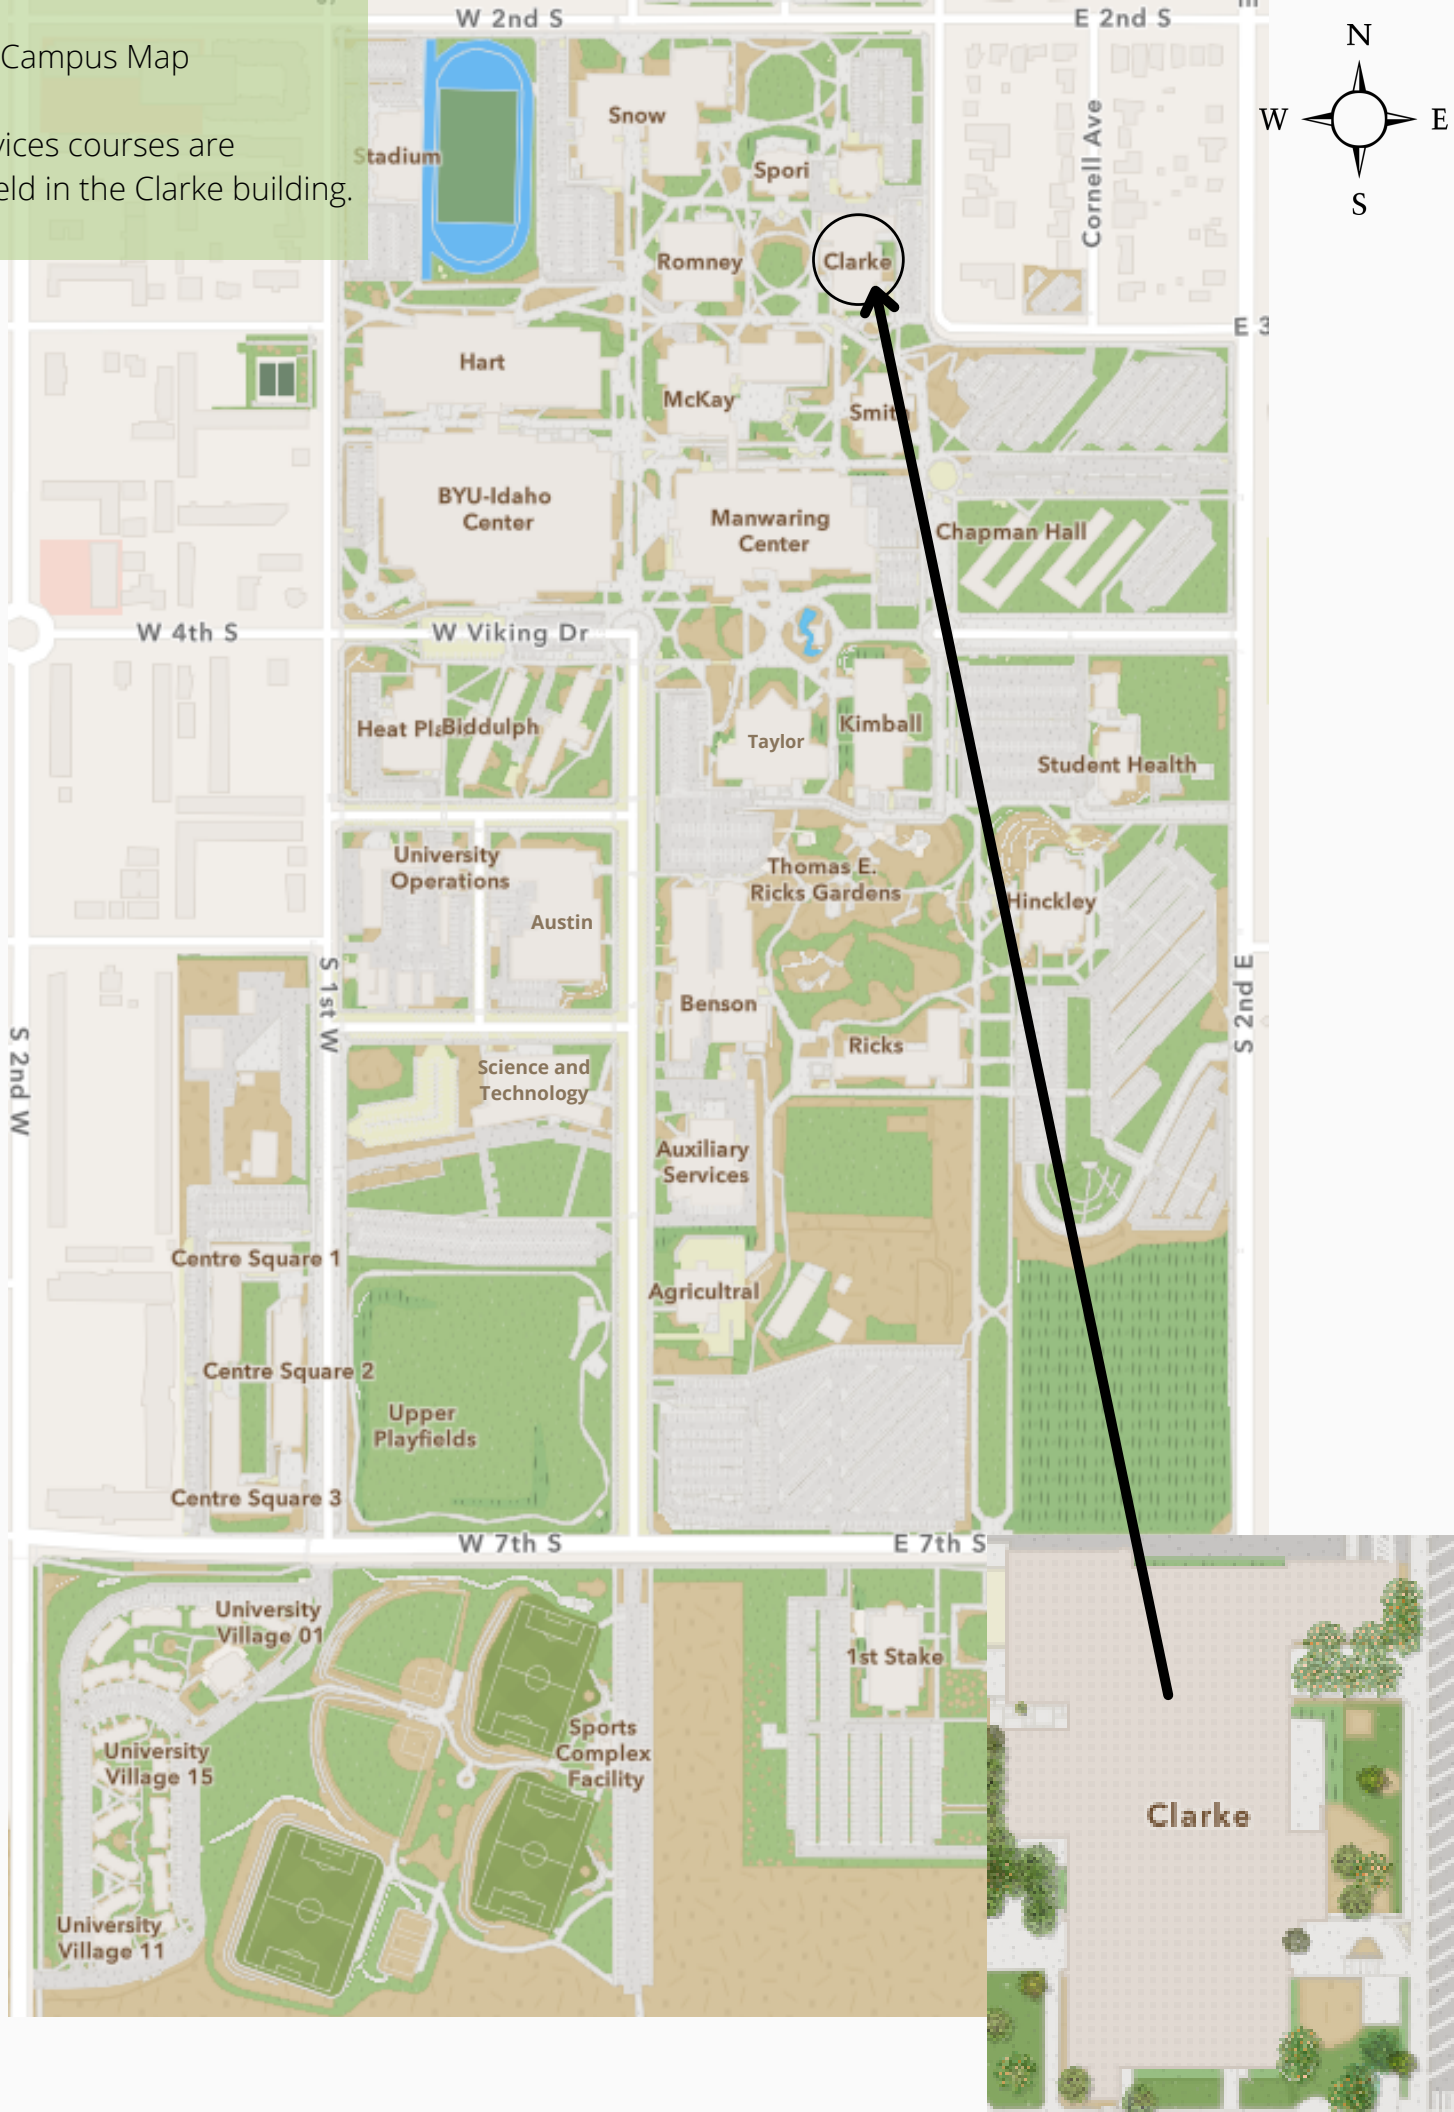 W 2nd S
E 2nd S
Campus Map
vices courses are
eld in the Clarke building.
N
W
E
S
Cornell Ave
Snow
Stadium
Spori
Romney
Clarke
E 3
Hart
McKay
Smith
BYU-Idaho
Center
Manwaring
Center
Chapman Hall
W 4th S
W Viking Dr
Heat Pla
Biddulph
Taylor
Kimball
Student Health
University
Operations
Austin
Thomas E.
Ricks Gardens
Hinckley
S 1st W
S 2nd W
S 2nd E
Benson
Ricks
Science and
Technology
Auxiliary
Services
Centre Square 1
Agricultral
Centre Square 2
Upper
Playfields
Centre Square 3
W 7th S
E 7th S
University
Village 01
1st Stake
Sports
Complex
Facility
University
Village 15
Clarke
University
Village 11